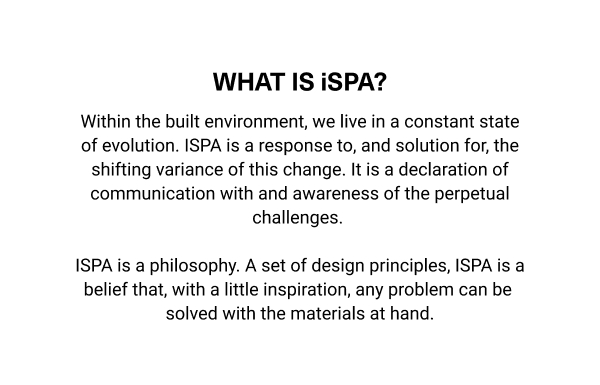 WHAT IS iSPA?
Within the built environment, we live in a constant state
of evolution. ISPA is a response to, and solution for, the
shifting variance of this change. It is a declaration of
communication with and awareness of the perpetual
challenges.
ISPA is a philosophy. A set of design principles, ISPA is a
belief that, with a little inspiration, any problem can be
solved with the materials at hand.